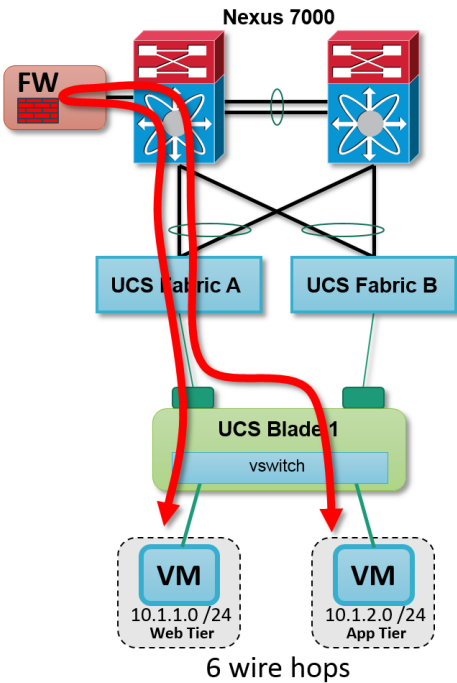 Nexus 7000
FW
UCS Fabric A
UCS Fabric B
UCS Blade 1
vswitch
VM
10.1.1.0 /24
Web Tier
VM
10.1.2.0 /24
App Tier
6 wire hops